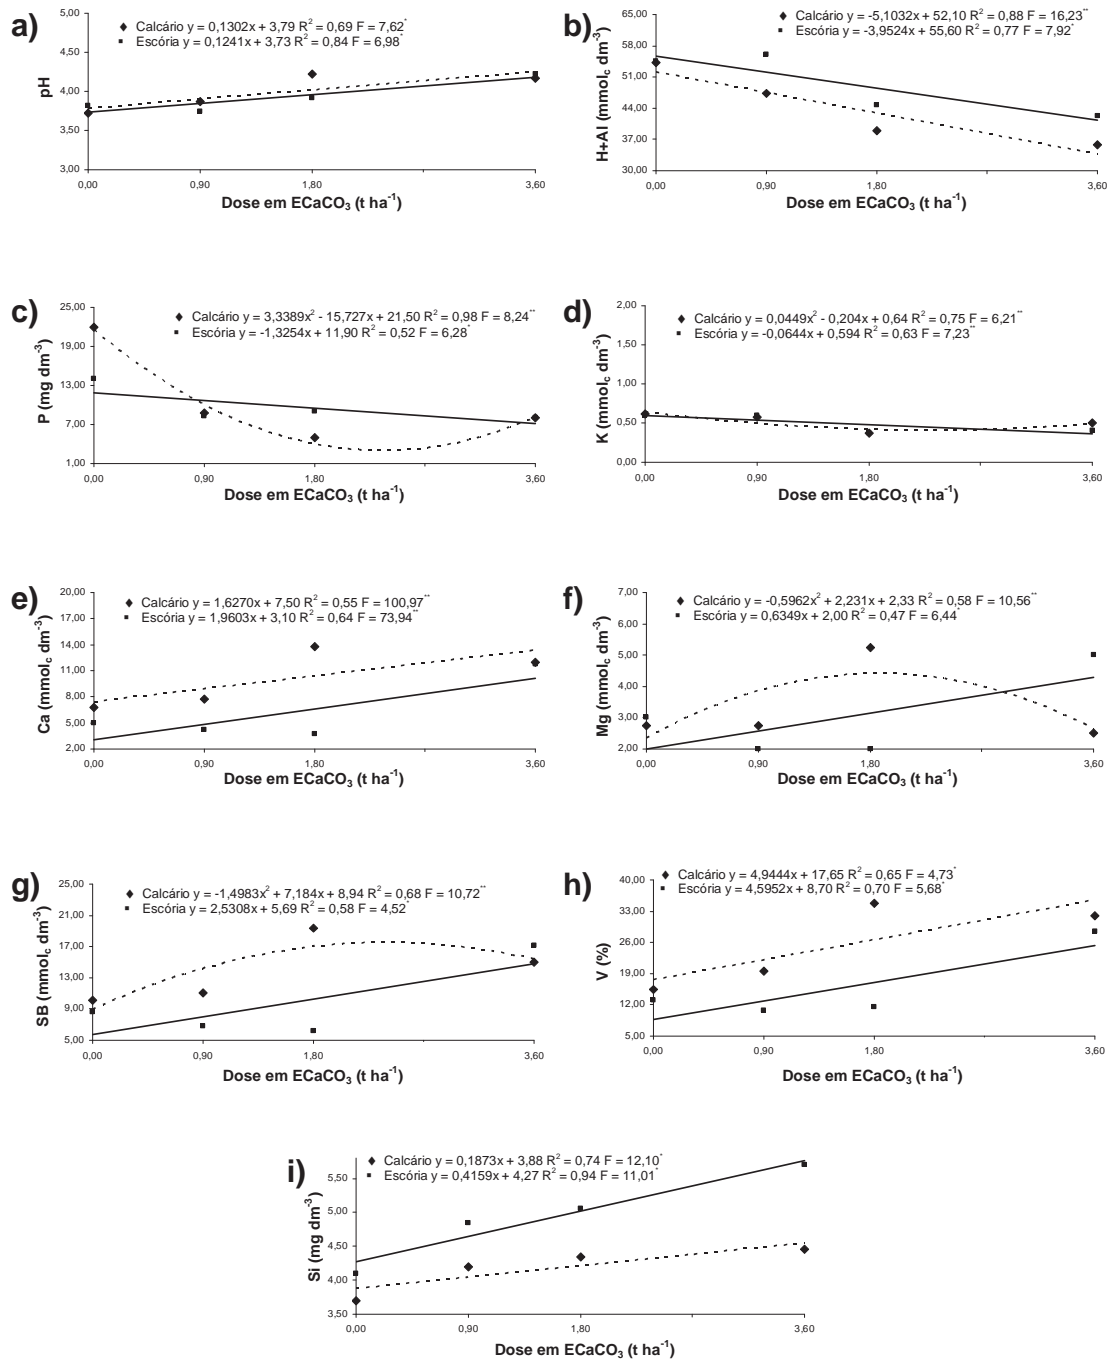 a)
Calcário y = 0,1302x + 3,79 R² = 0,69 F = 7,62*
Escória y = 0,1241x + 3,73 R² = 0,84 F = 6,98*
5,00
4,50
4,00
3,50
3,00
pH
0,00 0,90 1,80 3,60
Dose em ECaCO₃ (t ha⁻¹)
b)
Calcário y = -5,1032x + 52,10 R² = 0,88 F = 16,23**
Escória y = -3,9524x + 55,60 R² = 0,77 F = 7,92*
65,00
58,00
51,00
44,00
37,00
30,00
H+Al (mmol꜀ dm⁻³)
0,00 0,90 1,80 3,60
Dose em ECaCO₃ (t ha⁻¹)
c)
Calcário y = 3,3389x² - 15,727x + 21,50 R² = 0,98 F = 8,24**
Escória y = -1,3254x + 11,90 R² = 0,52 F = 6,28*
25,00
19,00
13,00
7,00
1,00
P (mg dm⁻³)
0,00 0,90 1,80 3,60
Dose em ECaCO₃ (t ha⁻¹)
d)
Calcário y = 0,0449x² - 0,204x + 0,64 R² = 0,75 F = 6,21**
Escória y = -0,0644x + 0,594 R² = 0,63 F = 7,23**
2,00
1,50
1,00
0,50
0,00
K (mmol꜀ dm⁻³)
0,00 0,90 1,80 3,60
Dose em ECaCO₃ (t ha⁻¹)
e)
Calcário y = 1,6270x + 7,50 R² = 0,55 F = 100,97**
Escória y = 1,9603x + 3,10 R² = 0,64 F = 73,94**
20,00
17,00
14,00
11,00
8,00
5,00
2,00
Ca (mmol꜀ dm⁻³)
0,00 0,90 1,80 3,60
Dose em ECaCO₃ (t ha⁻¹)
f)
Calcário y = -0,5962x² + 2,231x + 2,33 R² = 0,58 F = 10,56**
Escória y = 0,6349x + 2,00 R² = 0,47 F = 6,44*
7,00
6,00
5,00
4,00
3,00
2,00
Mg (mmol꜀ dm⁻³)
0,00 0,90 1,80 3,60
Dose em ECaCO₃ (t ha⁻¹)
g)
Calcário y = -1,4983x² + 7,184x + 8,94 R² = 0,68 F = 10,72**
Escória y = 2,5308x + 5,69 R² = 0,58 F = 4,52*
25,00
21,00
17,00
13,00
9,00
5,00
SB (mmol꜀ dm⁻³)
0,00 0,90 1,80 3,60
Dose em ECaCO₃ (t ha⁻¹)
h)
Calcário y = 4,9444x + 17,65 R² = 0,65 F = 4,73*
Escória y = 4,5952x + 8,70 R² = 0,70 F = 5,68*
40,00
33,00
26,00
19,00
12,00
5,00
V (%)
0,00 0,90 1,80 3,60
Dose em ECaCO₃ (t ha⁻¹)
i)
Calcário y = 0,1873x + 3,88 R² = 0,74 F = 12,10*
Escória y = 0,4159x + 4,27 R² = 0,94 F = 11,01*
5,50
5,00
4,50
4,00
3,50
Si (mg dm⁻³)
0,00 0,90 1,80 3,60
Dose em ECaCO₃ (t ha⁻¹)